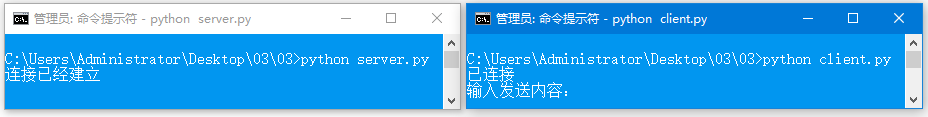 管理员: 命令提示符 - python  server.py
C:\Users\Administrator\Desktop\03\03>python server.py
连接已经建立
管理员: 命令提示符 - python  client.py
C:\Users\Administrator\Desktop\03\03>python client.py
已连接
输入发送内容：